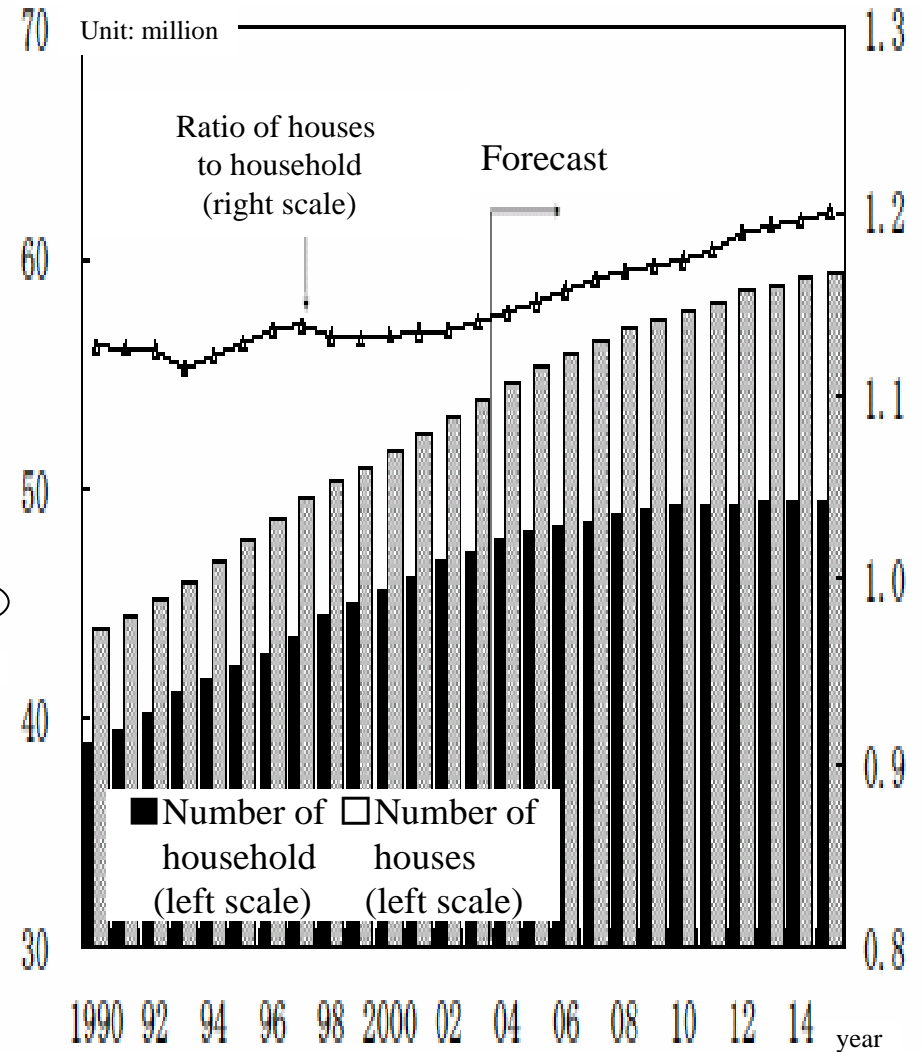 70 Unit: million 1.3
Ratio of houses
to household
(right scale)
Forecast
1.2
60
1.1
50
1.0
40
0.9
■Number of □Number of
household houses
(left scale) (left scale)
30 0.8
1990 92 94 96 98 2000 02 04 06 08 10 12 14 year